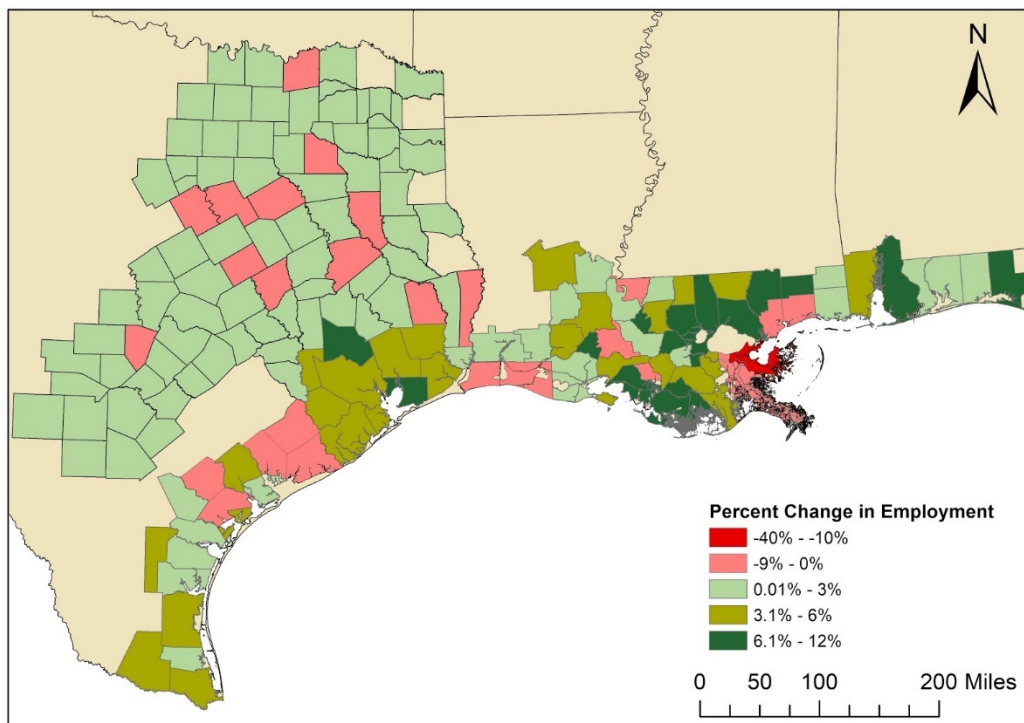 N
Percent Change in Employment
-40% - -10%
-9% - 0%
0.01% - 3%
3.1% - 6%
6.1% - 12%
0 50 100 200 Miles